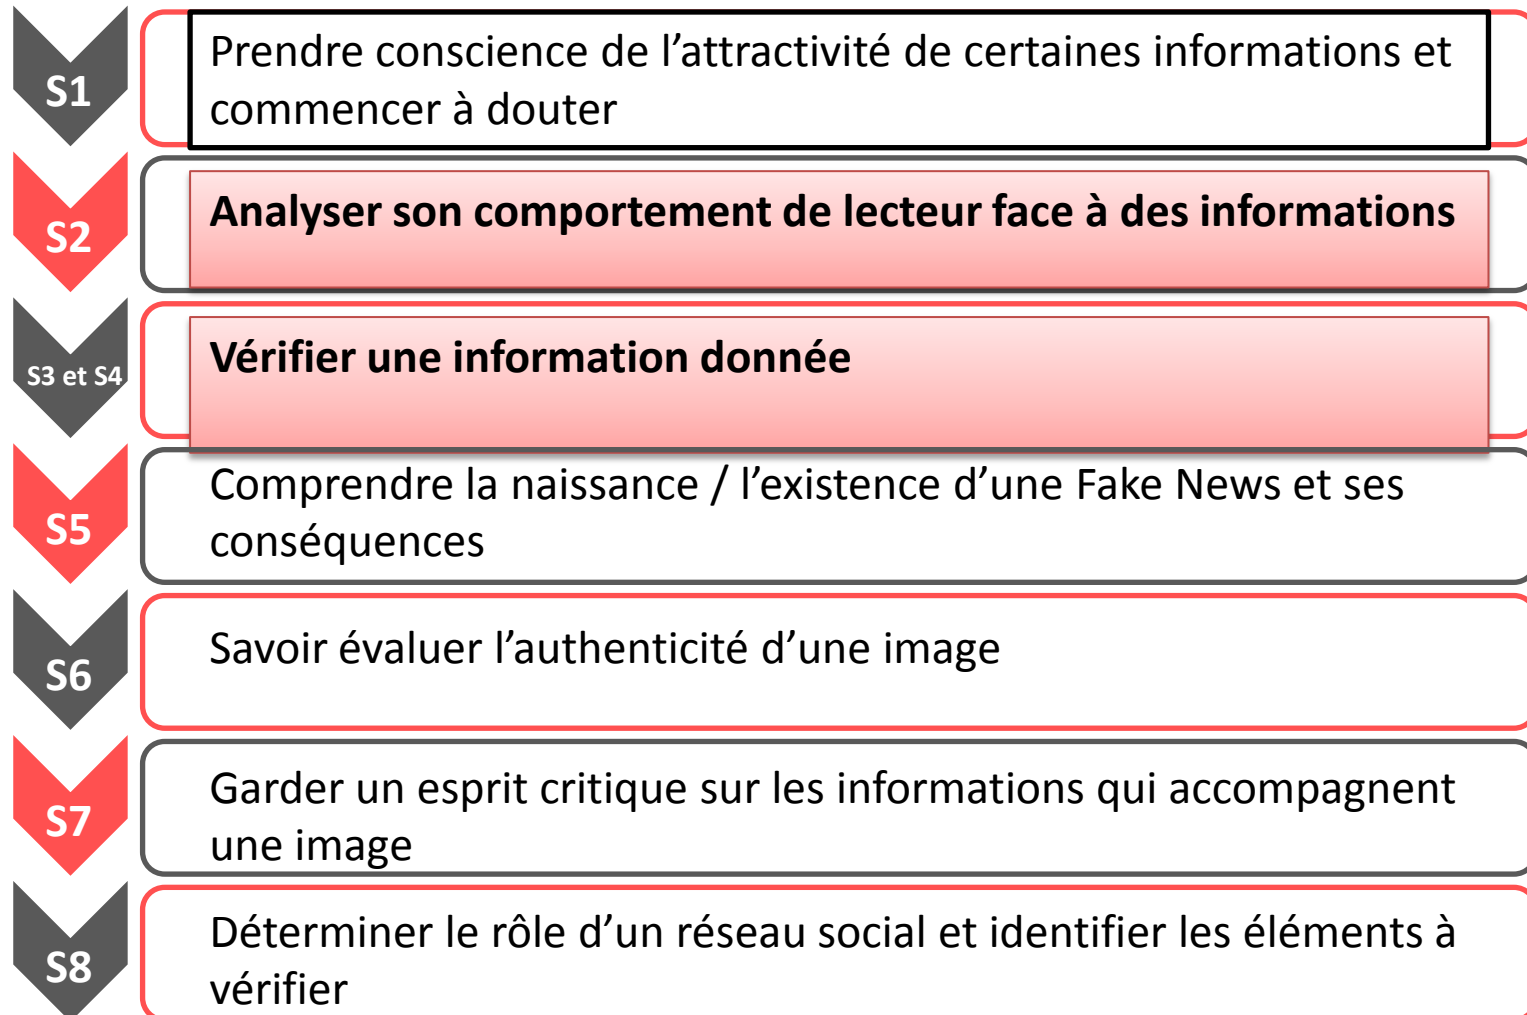 S1
Prendre conscience de l’attractivité de certaines informations et
commencer à douter
S2
Analyser son comportement de lecteur face à des informations
S3 et S4
Vérifier une information donnée
S5
Comprendre la naissance / l’existence d’une Fake News et ses
conséquences
S6
Savoir évaluer l’authenticité d’une image
S7
Garder un esprit critique sur les informations qui accompagnent
une image
S8
Déterminer le rôle d’un réseau social et identifier les éléments à
vérifier